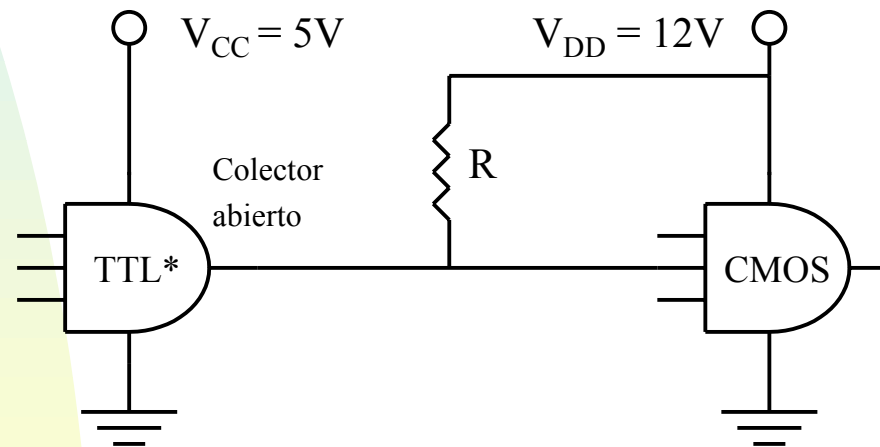 V_CC = 5V
V_DD = 12V
Colector
abierto
R
TTL*
CMOS